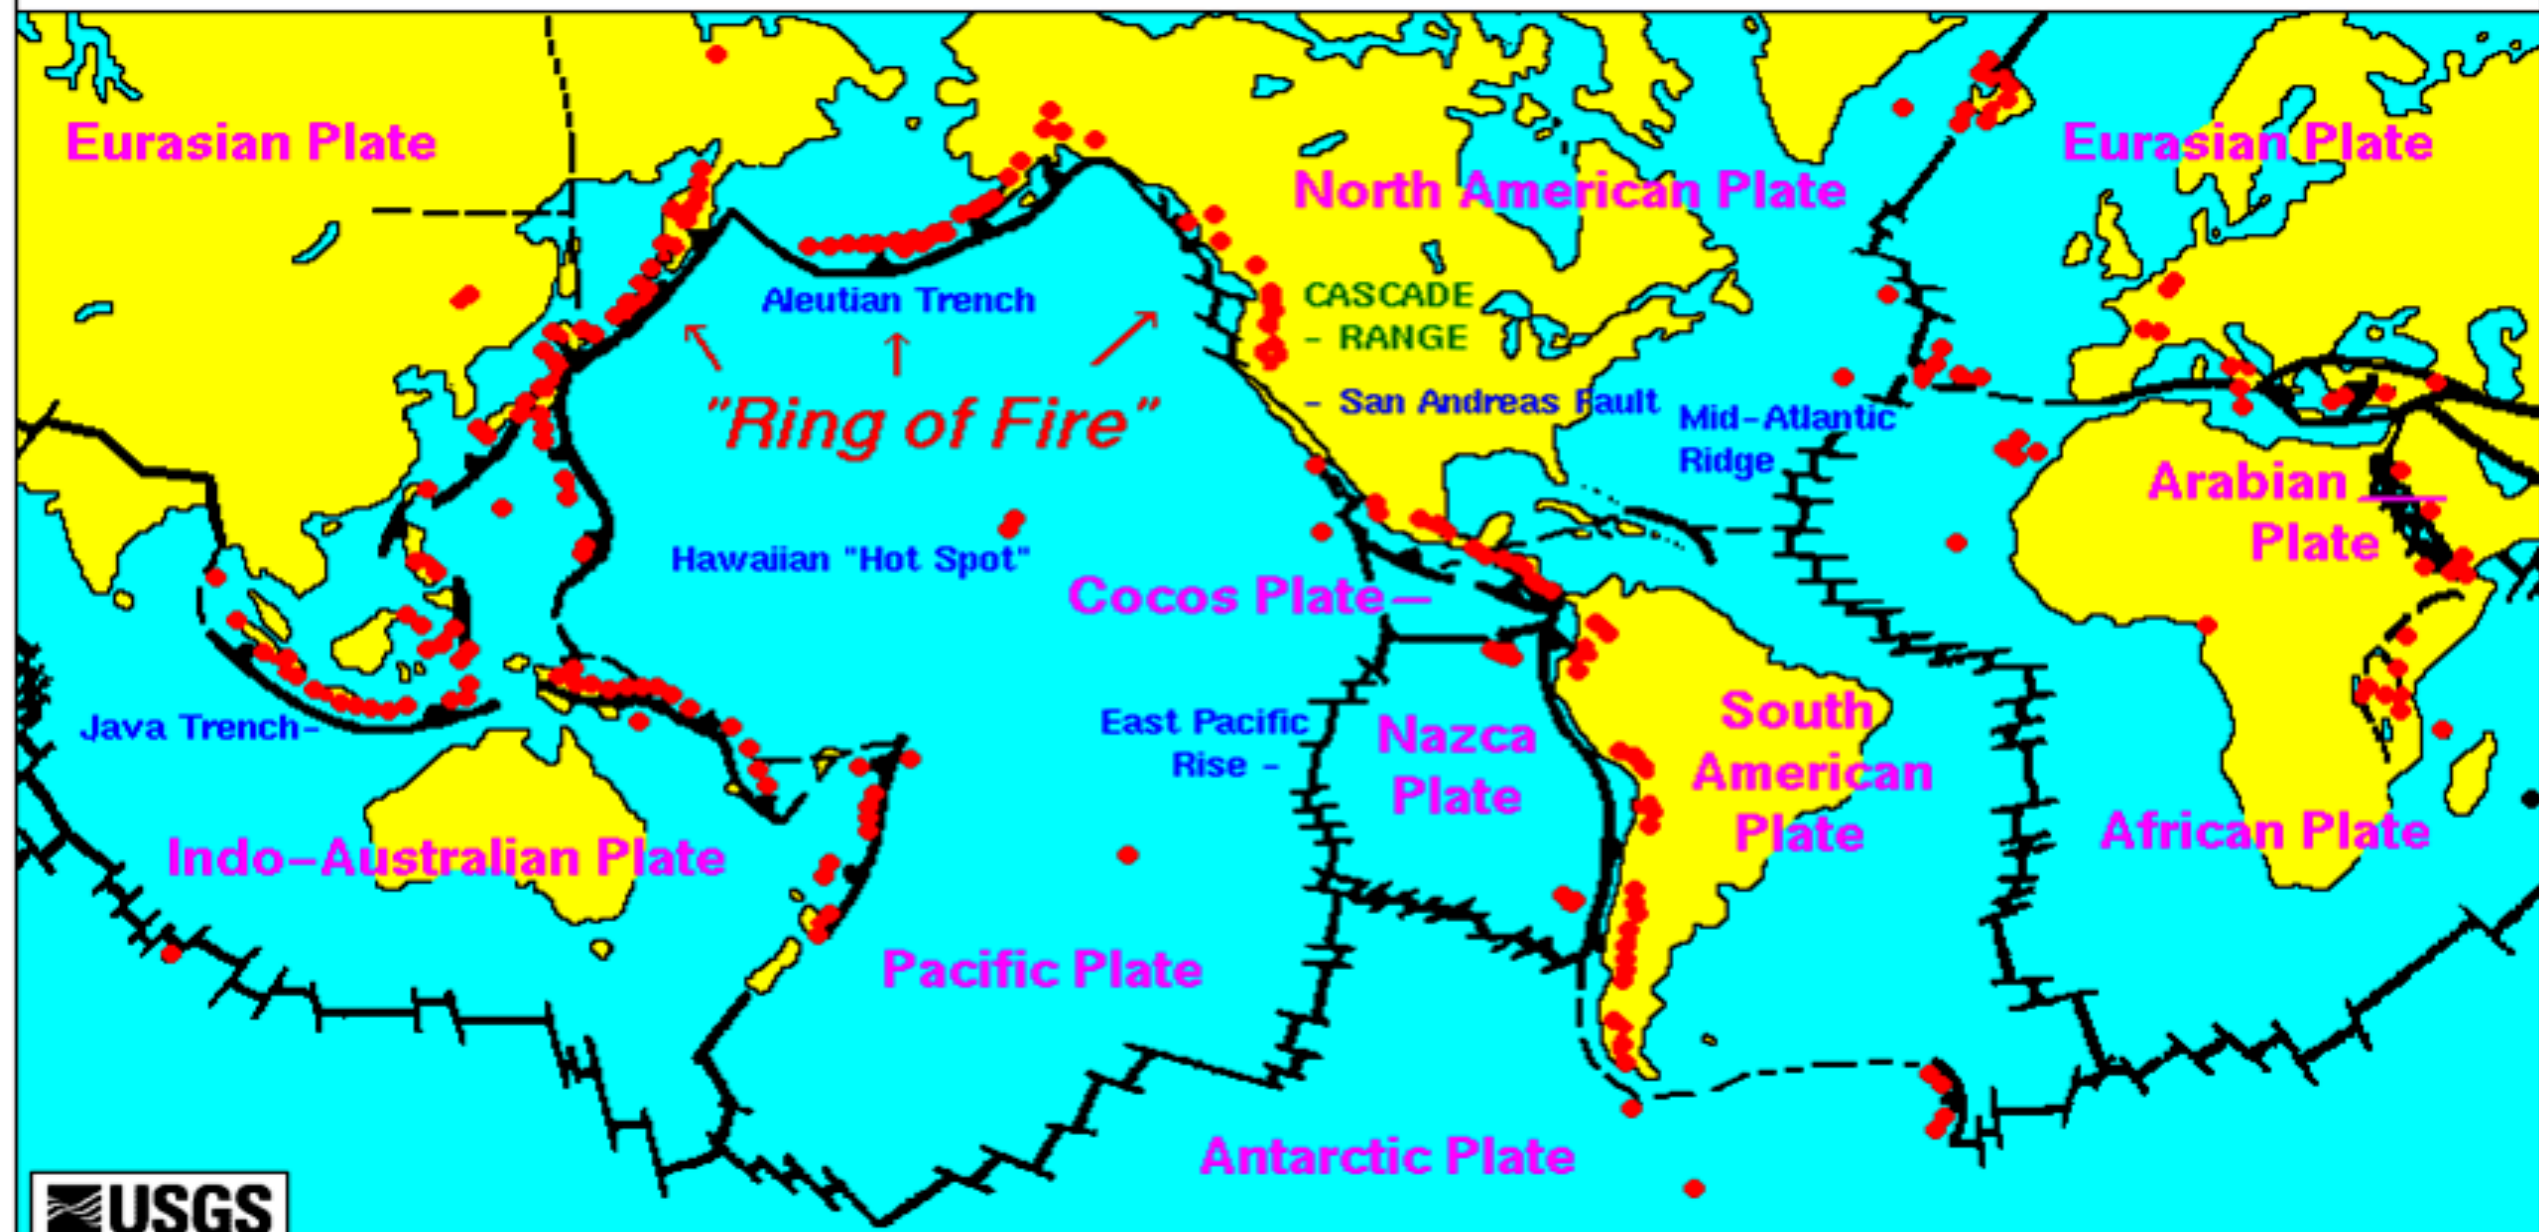 Eurasian Plate
Eurasian Plate
North American Plate
Aleutian Trench
CASCADE
- RANGE
"Ring of Fire"
- San Andreas Fault
Mid-Atlantic
Ridge
Arabian
Plate
Hawaiian "Hot Spot"
Cocos Plate
Java Trench-
East Pacific
Rise -
Nazca
Plate
South
American
Plate
Indo-Australian Plate
African Plate
Pacific Plate
Antarctic Plate
USGS